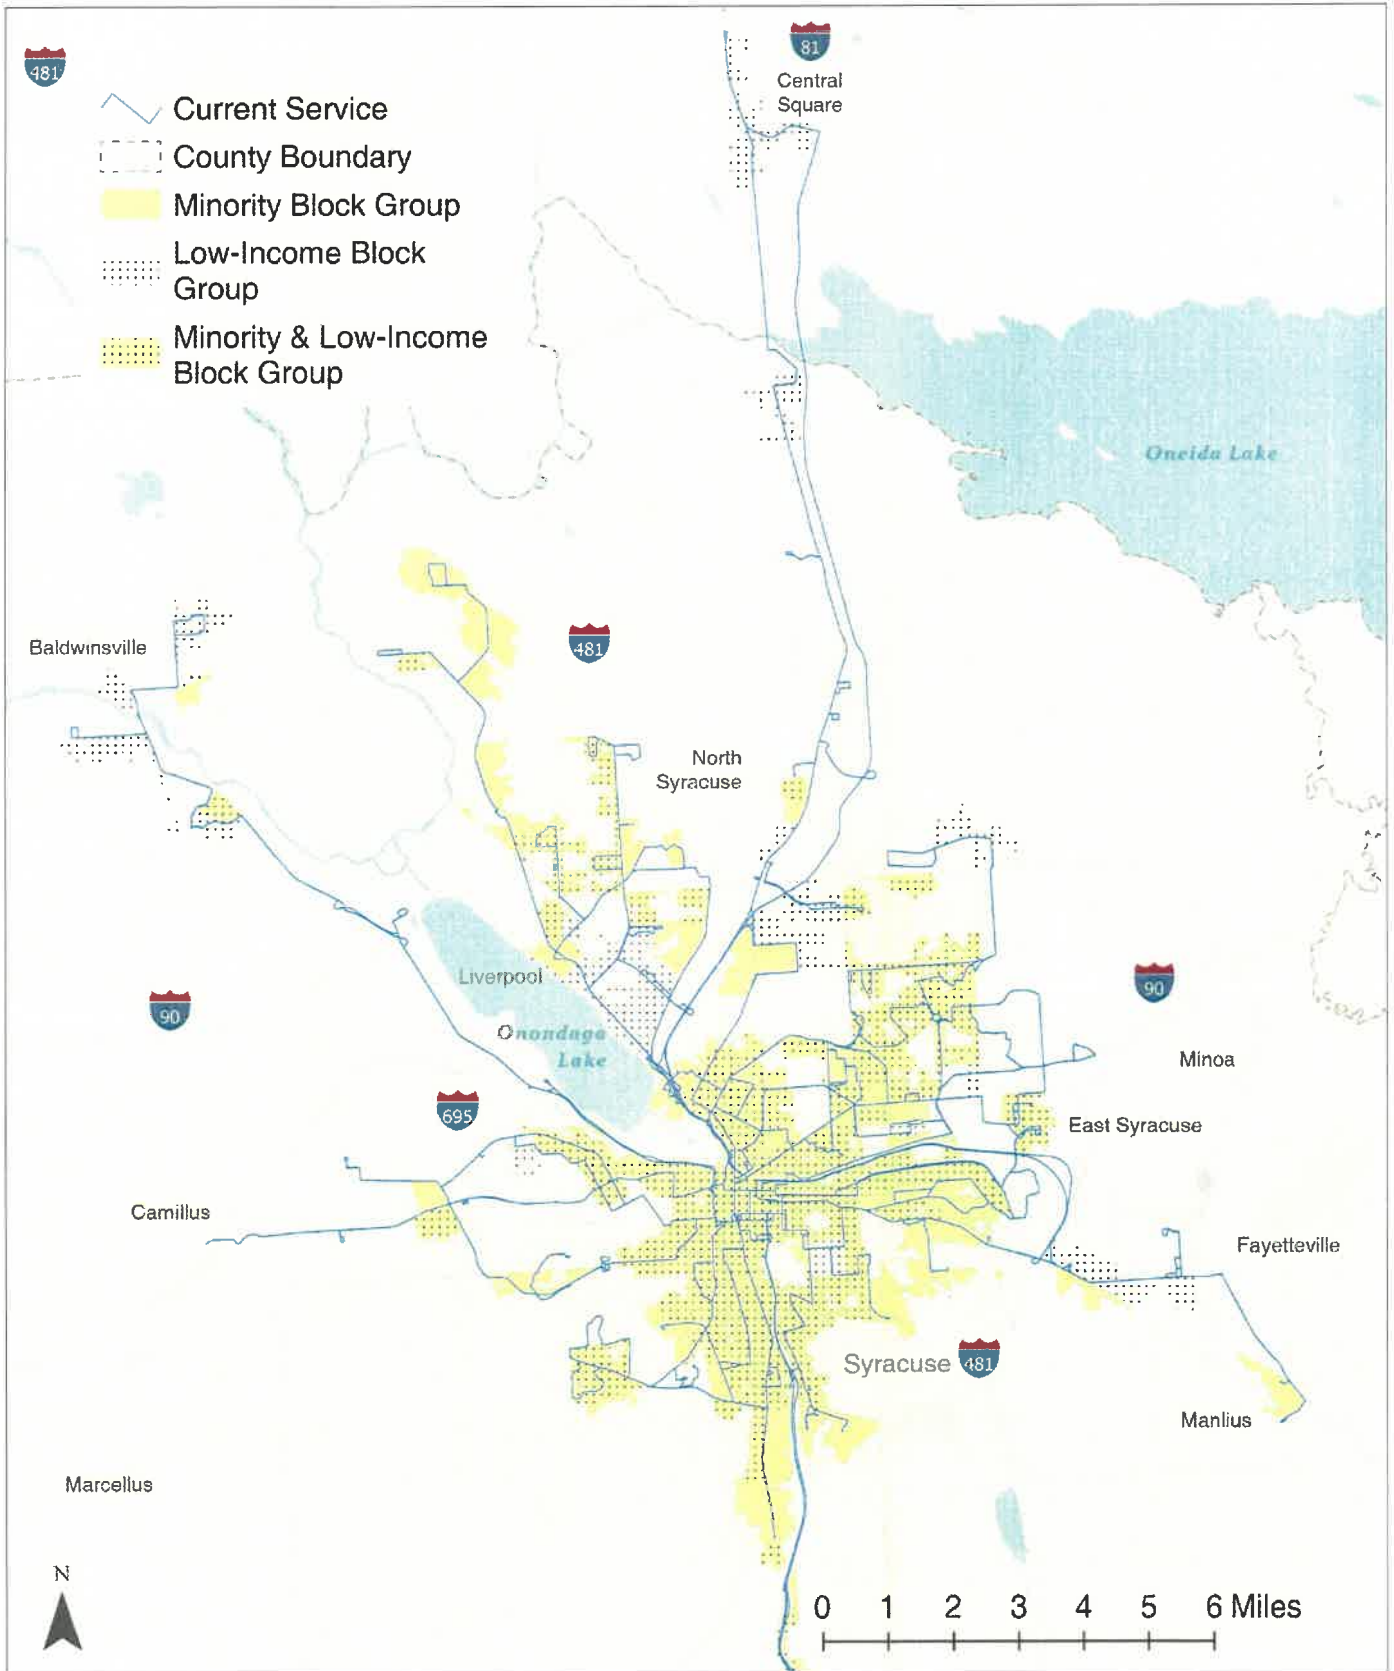 481
81
Central
Square
Current Service
County Boundary
Minority Block Group
Low-Income Block
Group
Minority & Low-Income
Block Group
Oneida Lake
Baldwinsville
481
North
Syracuse
Liverpool
90
90
Onondaga
Lake
Minoa
695
East Syracuse
Camillus
Fayetteville
Syracuse
481
Manlius
Marcellus
N
0 1 2 3 4 5 6 Miles